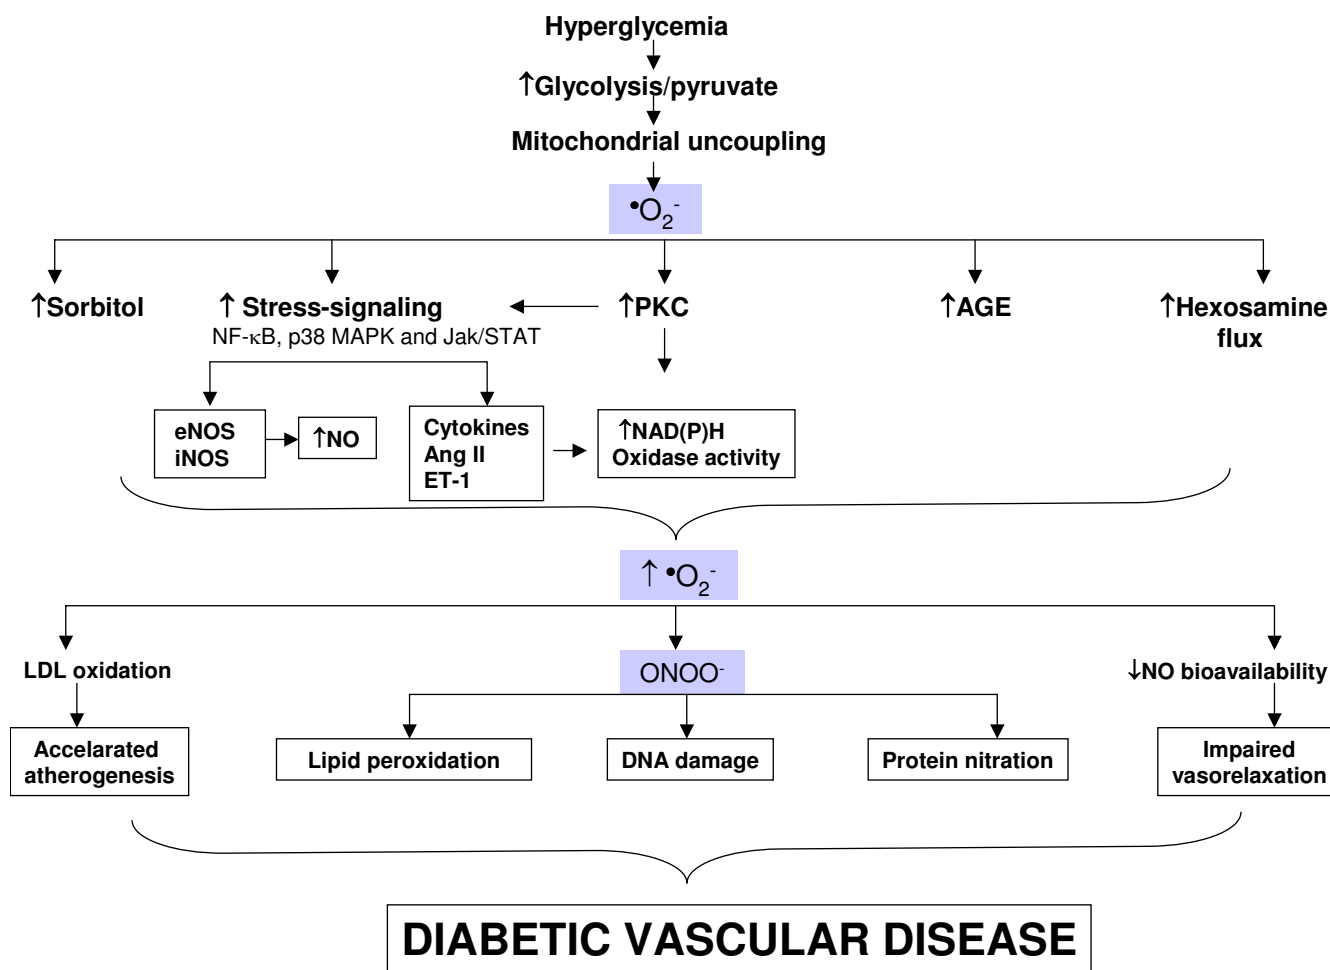 Hyperglycemia
↑Glycolysis/pyruvate
Mitochondrial uncoupling
•O₂⁻
↑Sorbitol
↑ Stress-signaling
NF-κB, p38 MAPK and Jak/STAT
↑PKC
↑AGE
↑Hexosamine
flux
eNOS
iNOS
↑NO
Cytokines
Ang II
ET-1
↑NAD(P)H
Oxidase activity
↑ •O₂⁻
LDL oxidation
ONOO⁻
↓NO bioavailability
Accelarated
atherogenesis
Lipid peroxidation
DNA damage
Protein nitration
Impaired
vasorelaxation
DIABETIC VASCULAR DISEASE